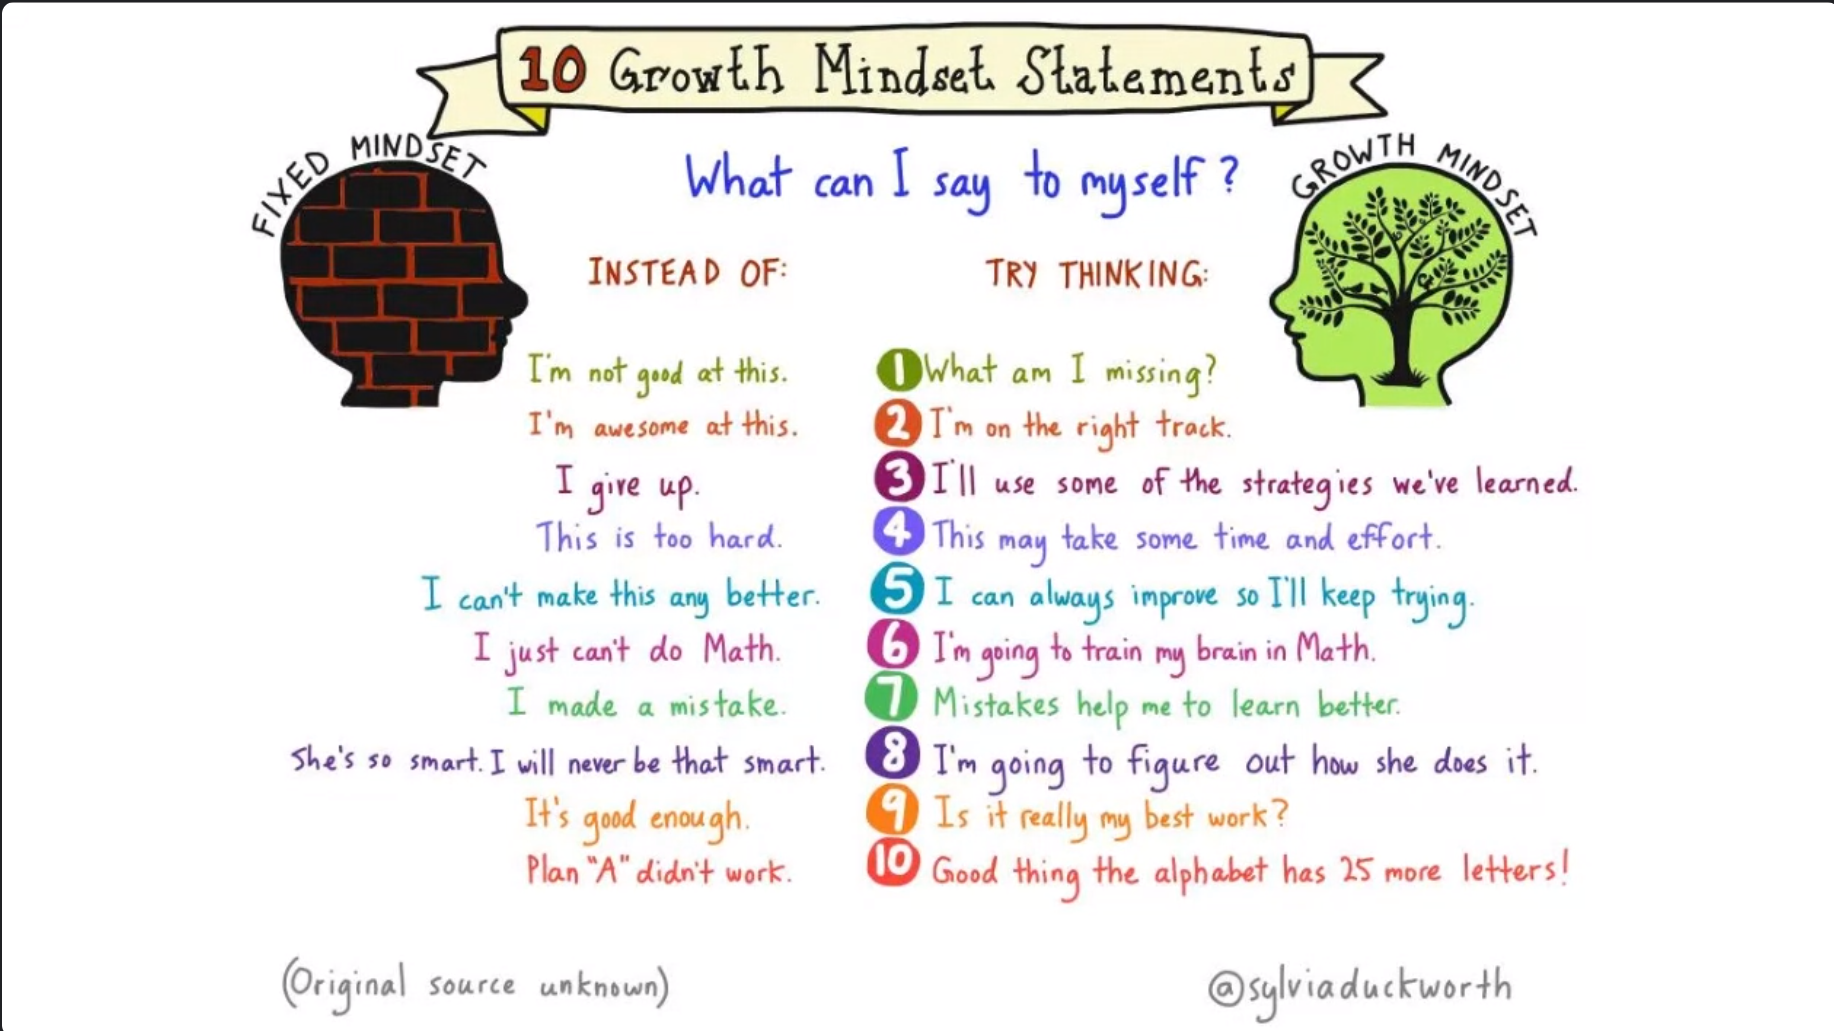 10 Growth Mindset Statements
FIXED MINDSET
GROWTH MINDSET
What can I say to myself?
INSTEAD OF:
TRY THINKING:
I'm not good at this.
1 What am I missing?
I'm awesome at this.
2 I'm on the right track.
I give up.
3 I'll use some of the strategies we've learned.
This is too hard.
4 This may take some time and effort.
I can't make this any better.
5 I can always improve so I'll keep trying.
I just can't do Math.
6 I'm going to train my brain in Math.
I made a mistake.
7 Mistakes help me to learn better.
She's so smart. I will never be that smart.
8 I'm going to figure out how she does it.
It's good enough.
9 Is it really my best work?
Plan "A" didn't work.
10 Good thing the alphabet has 25 more letters!
(Original source unknown)
@sylviaduckworth